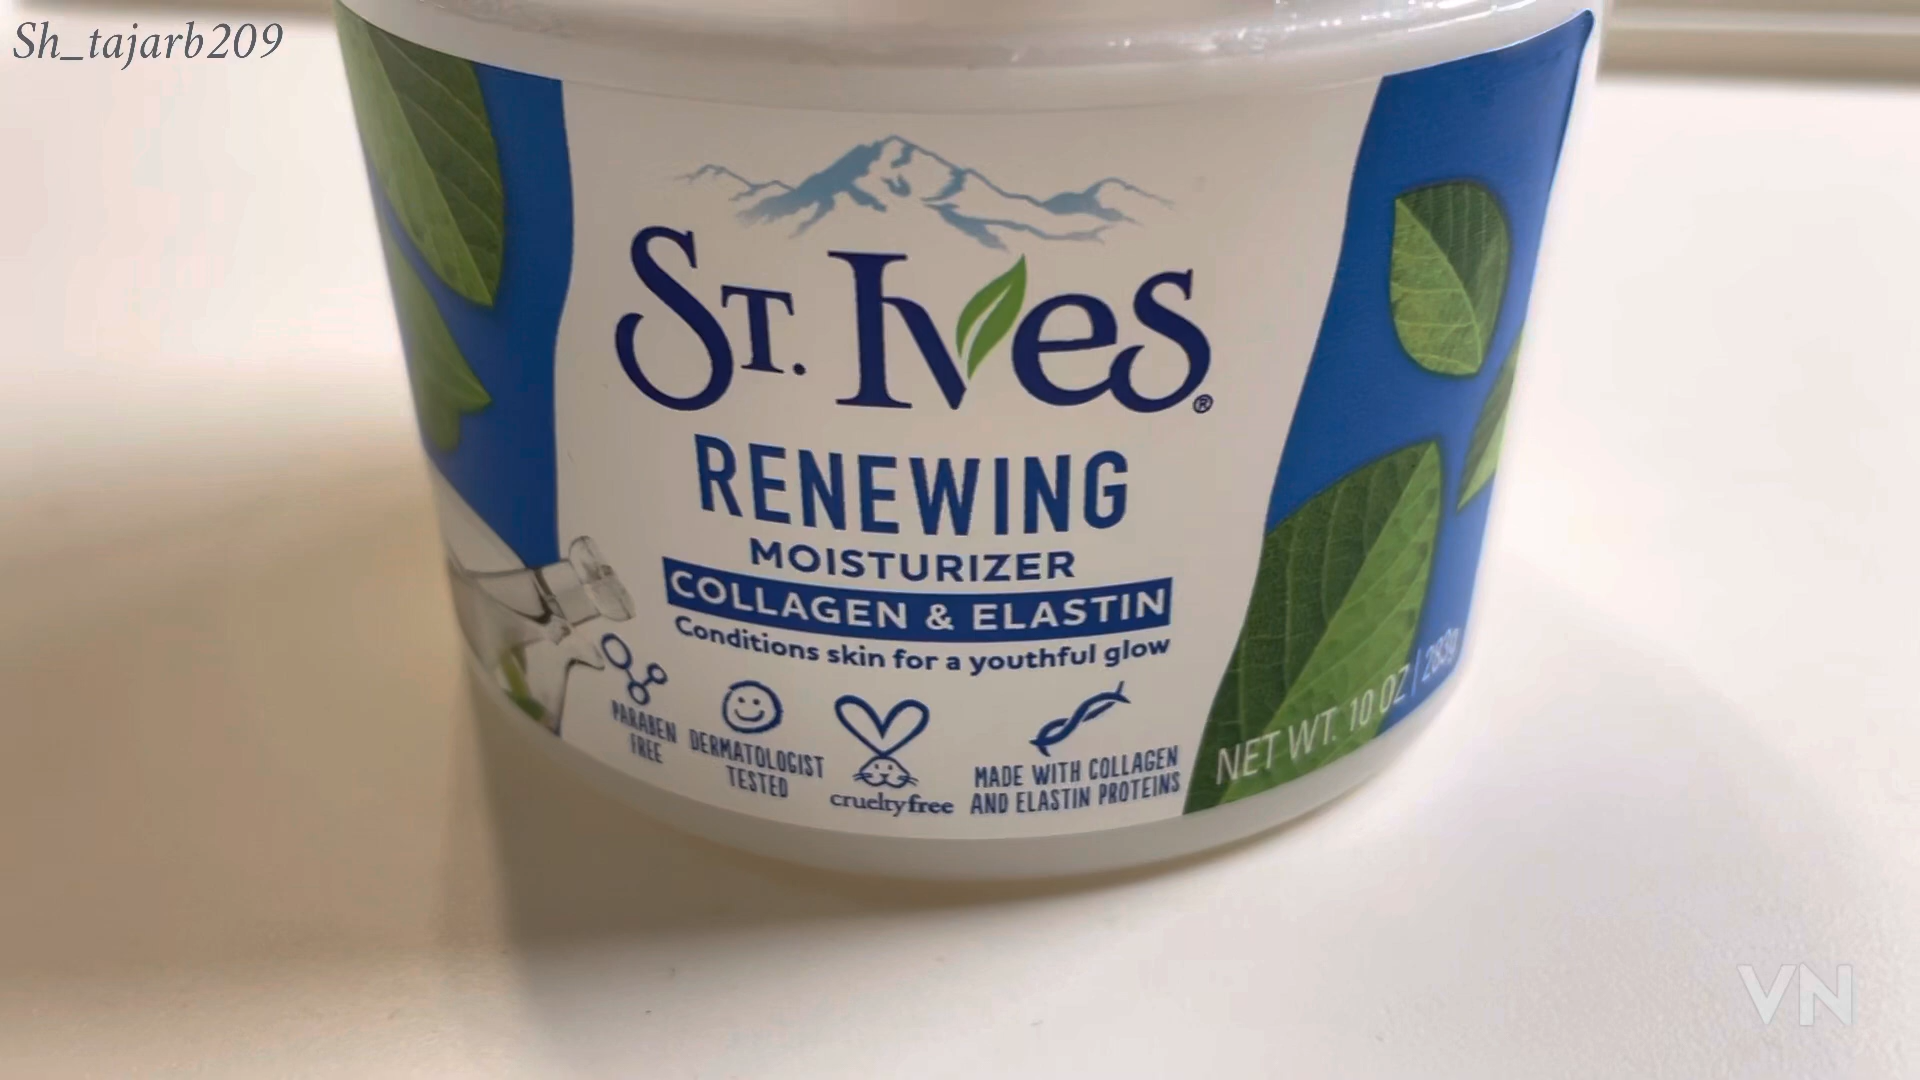 Sh_tajarb209
ST. Ives®
RENEWING
MOISTURIZER
COLLAGEN & ELASTIN
Conditions skin for a youthful glow
PARABEN
FREE
DERMATOLOGIST
TESTED
crueltyfree
MADE WITH COLLAGEN
AND ELASTIN PROTEINS
NET WT. 10 OZ | 283g
VN